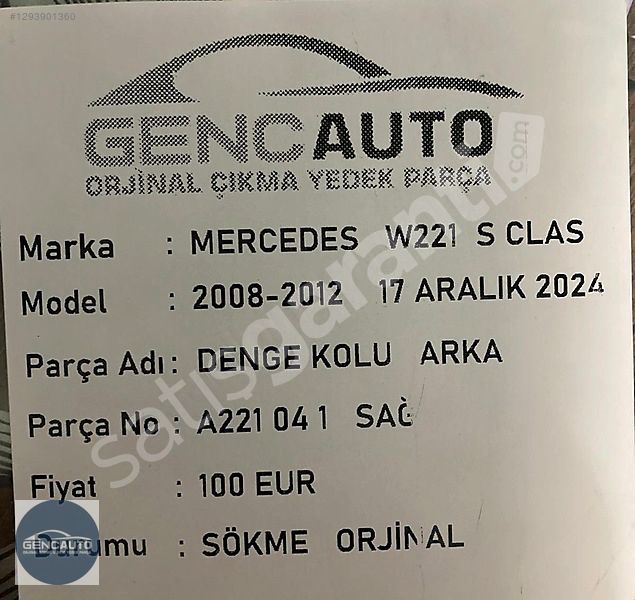 #1293901360
GENCAUTO
ORJİNAL ÇIKMA YEDEK PARÇA
satışgaranti.com
Marka : MERCEDES W221 S CLAS
Model : 2008-2012 17 ARALIK 2024
Parça Adı : DENGE KOLU ARKA
Parça No : A221 04 1 SAĞ
Fiyat : 100 EUR
Durumu : SÖKME ORJİNAL
GENCAUTO